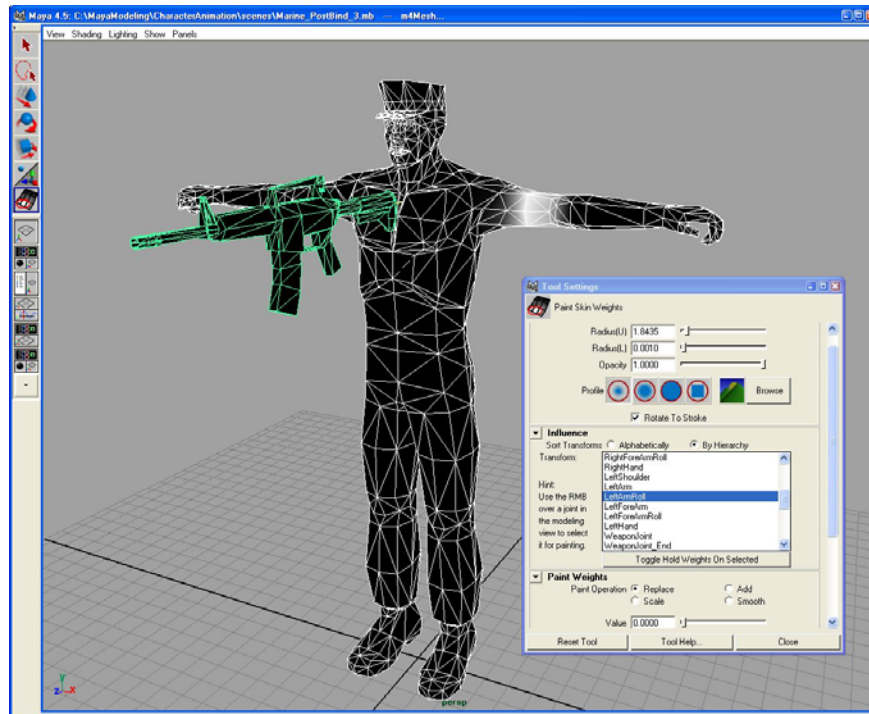 Maya 4.5: C:\MayaModeling\CharacterAnimation\scenes\Marine_PostBind_3.mb --- m4Mesh...
View Shading Lighting Show Panels
Tool Settings
Paint Skin Weights
Radius(U) 1.8435
Radius(L) 0.0010
Opacity 1.0000
Profile Browse
Rotate To Stroke
Influence
Sort Transforms Alphabetically By Hierarchy
Transform: RightForeArmRoll
RightHand
LeftShoulder
Hint: LeftArm
Use the RMB LeftArmRoll
over a joint in LeftForeArm
the modeling LeftForeArmRoll
view to select LeftHand
it for painting. WeaponJoint
WeaponJoint_End
Toggle Hold Weights On Selected
Paint Weights
Paint Operation Replace Add
Scale Smooth
Value 0.0000
Reset Tool Tool Help... Close
y
z x
persp